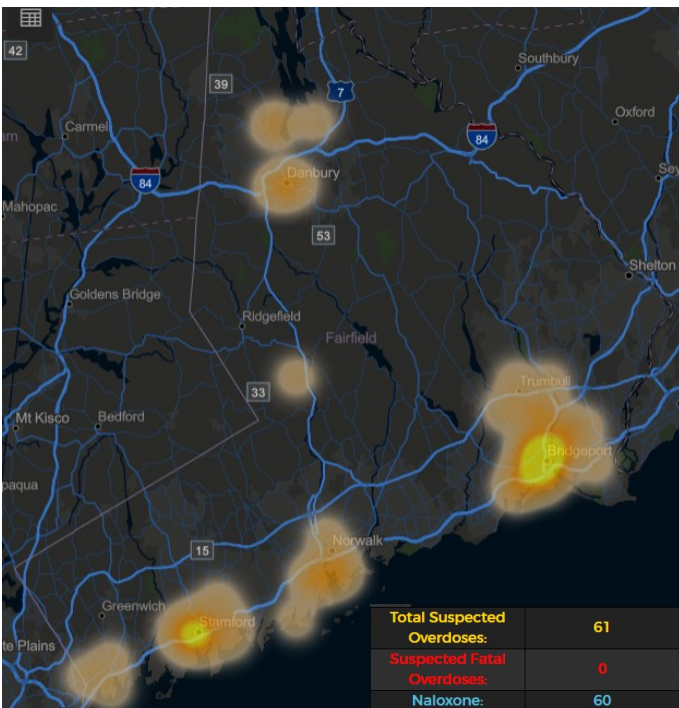 42
Southbury
39
7
Oxford
Carmel
am
84
Sey
Danbury
84
Mahopac
53
Shelton
Goldens Bridge
Ridgefield
Fairfield
Trumbull
33
Mt Kisco
Bedford
Bridgeport
paqua
Norwalk
15
Greenwich
Stamford
te Plains
Total Suspected
Overdoses:
61
Suspected Fatal
Overdoses:
0
Naloxone:
60